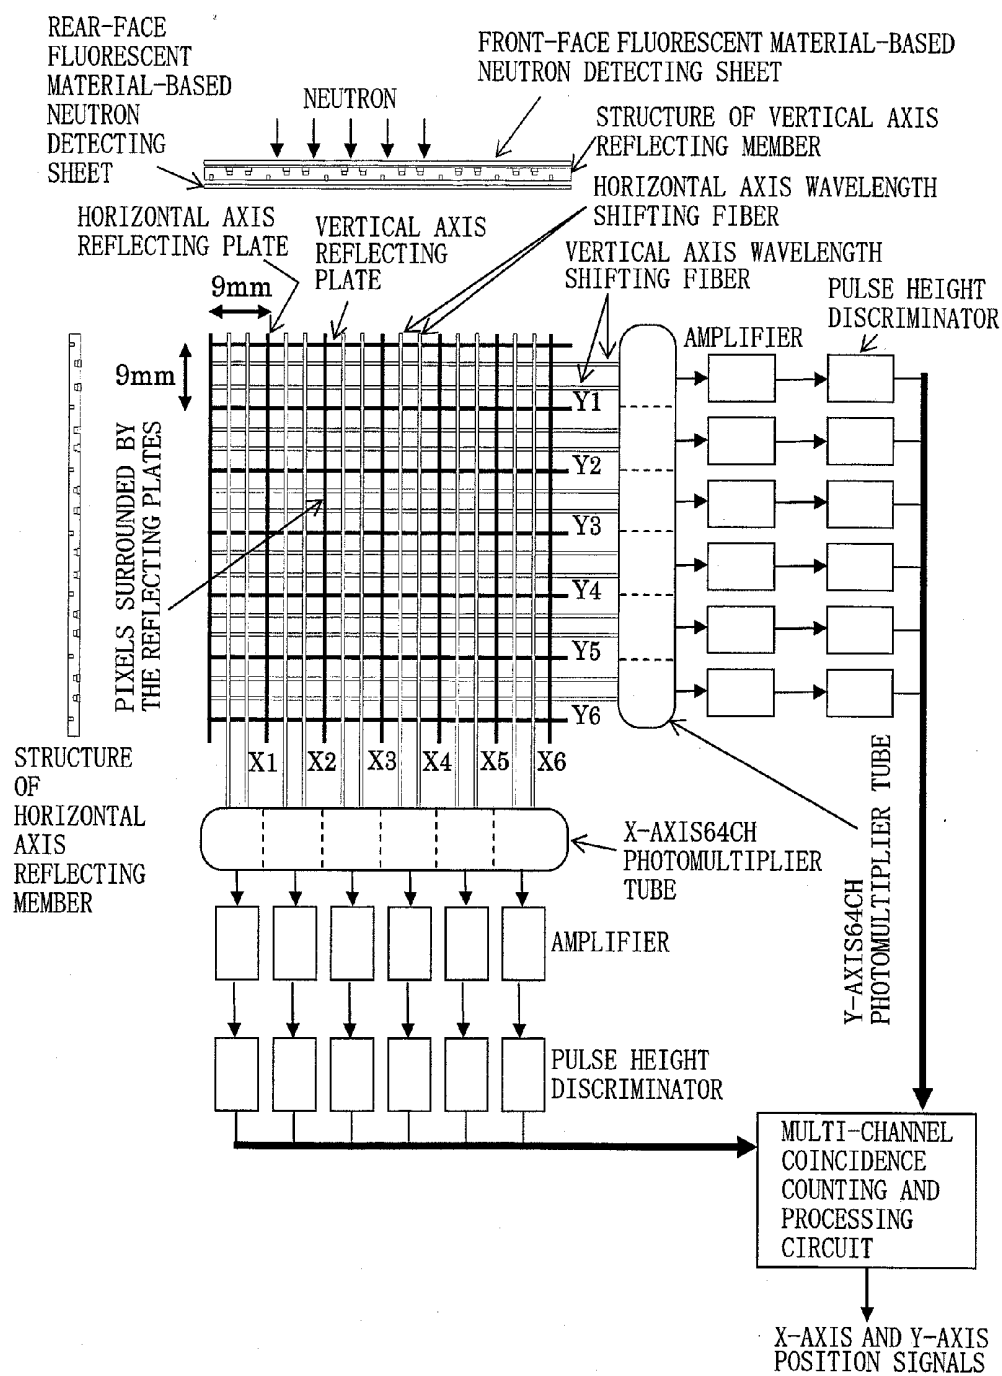 REAR-FACE
FLUORESCENT
MATERIAL-BASED
NEUTRON
DETECTING
SHEET
NEUTRON
FRONT-FACE FLUORESCENT MATERIAL-BASED
NEUTRON DETECTING SHEET
STRUCTURE OF VERTICAL AXIS
REFLECTING MEMBER
HORIZONTAL AXIS WAVELENGTH
SHIFTING FIBER
HORIZONTAL AXIS
REFLECTING PLATE
VERTICAL AXIS
REFLECTING
PLATE
VERTICAL AXIS WAVELENGTH
SHIFTING FIBER
PULSE HEIGHT
DISCRIMINATOR
AMPLIFIER
9mm
9mm
PIXELS SURROUNDED BY
THE REFLECTING PLATES
Y1
Y2
Y3
Y4
Y5
Y6
X1
X2
X3
X4
X5
X6
STRUCTURE
OF
HORIZONTAL
AXIS
REFLECTING
MEMBER
X-AXIS64CH
PHOTOMULTIPLIER
TUBE
Y-AXIS64CH
PHOTOMULTIPLIER TUBE
AMPLIFIER
PULSE HEIGHT
DISCRIMINATOR
MULTI-CHANNEL
COINCIDENCE
COUNTING AND
PROCESSING
CIRCUIT
X-AXIS AND Y-AXIS
POSITION SIGNALS